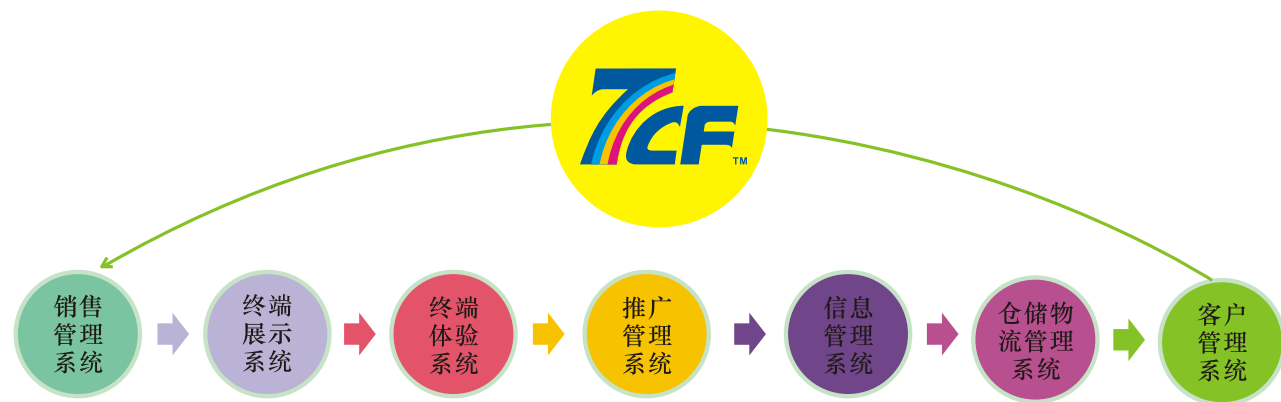 7CF
TM
销售
管理
系统
终端
展示
系统
终端
体验
系统
推广
管理
系统
信息
管理
系统
仓储物
流管理
系统
客户
管理
系统